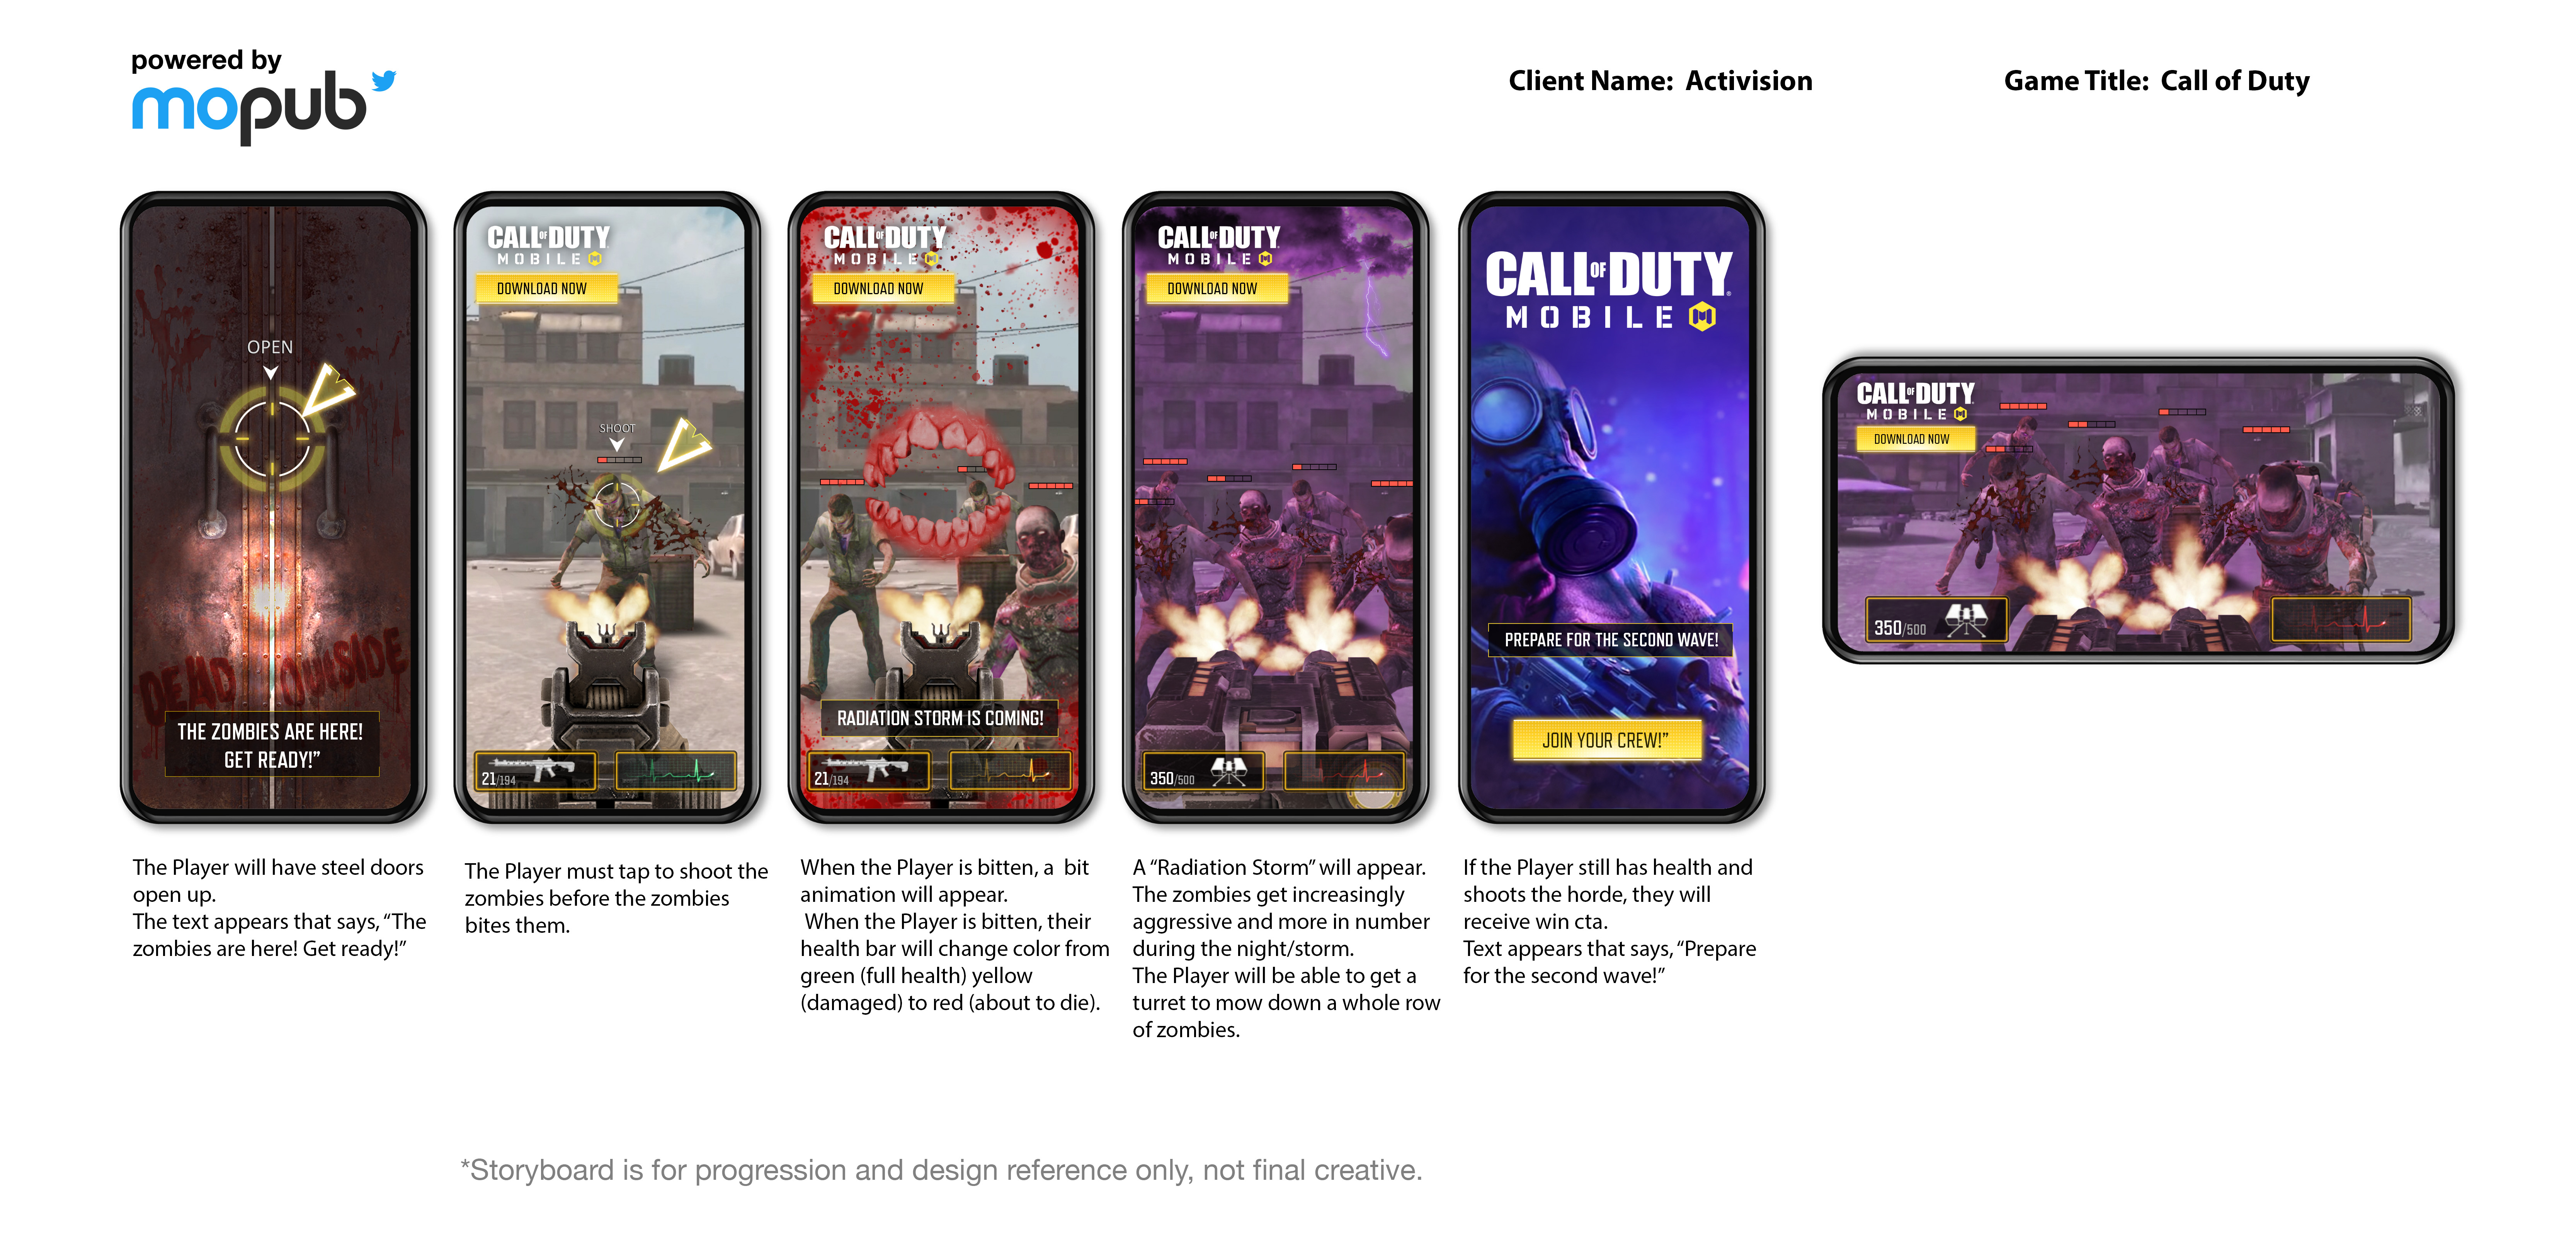 powered by
mopub
Client Name: Activision
Game Title: Call of Duty
OPEN
DEAD
THE ZOMBIES ARE HERE!
GET READY!”
CALL OF DUTY
MOBILE
DOWNLOAD NOW
SHOOT
21/194
CALL OF DUTY
MOBILE
DOWNLOAD NOW
RADIATION STORM IS COMING!
21/194
CALL OF DUTY
MOBILE
DOWNLOAD NOW
350/500
CALL OF DUTY
MOBILE
PREPARE FOR THE SECOND WAVE!
JOIN YOUR CREW!”
CALL OF DUTY
MOBILE
DOWNLOAD NOW
350/500
The Player will have steel doors
open up.
The text appears that says, “The
zombies are here! Get ready!”
The Player must tap to shoot the
zombies before the zombies
bites them.
When the Player is bitten, a bit
animation will appear.
When the Player is bitten, their
health bar will change color from
green (full health) yellow
(damaged) to red (about to die).
A “Radiation Storm” will appear.
The zombies get increasingly
aggressive and more in number
during the night/storm.
The Player will be able to get a
turret to mow down a whole row
of zombies.
If the Player still has health and
shoots the horde, they will
receive win cta.
Text appears that says, “Prepare
for the second wave!”
*Storyboard is for progression and design reference only, not final creative.